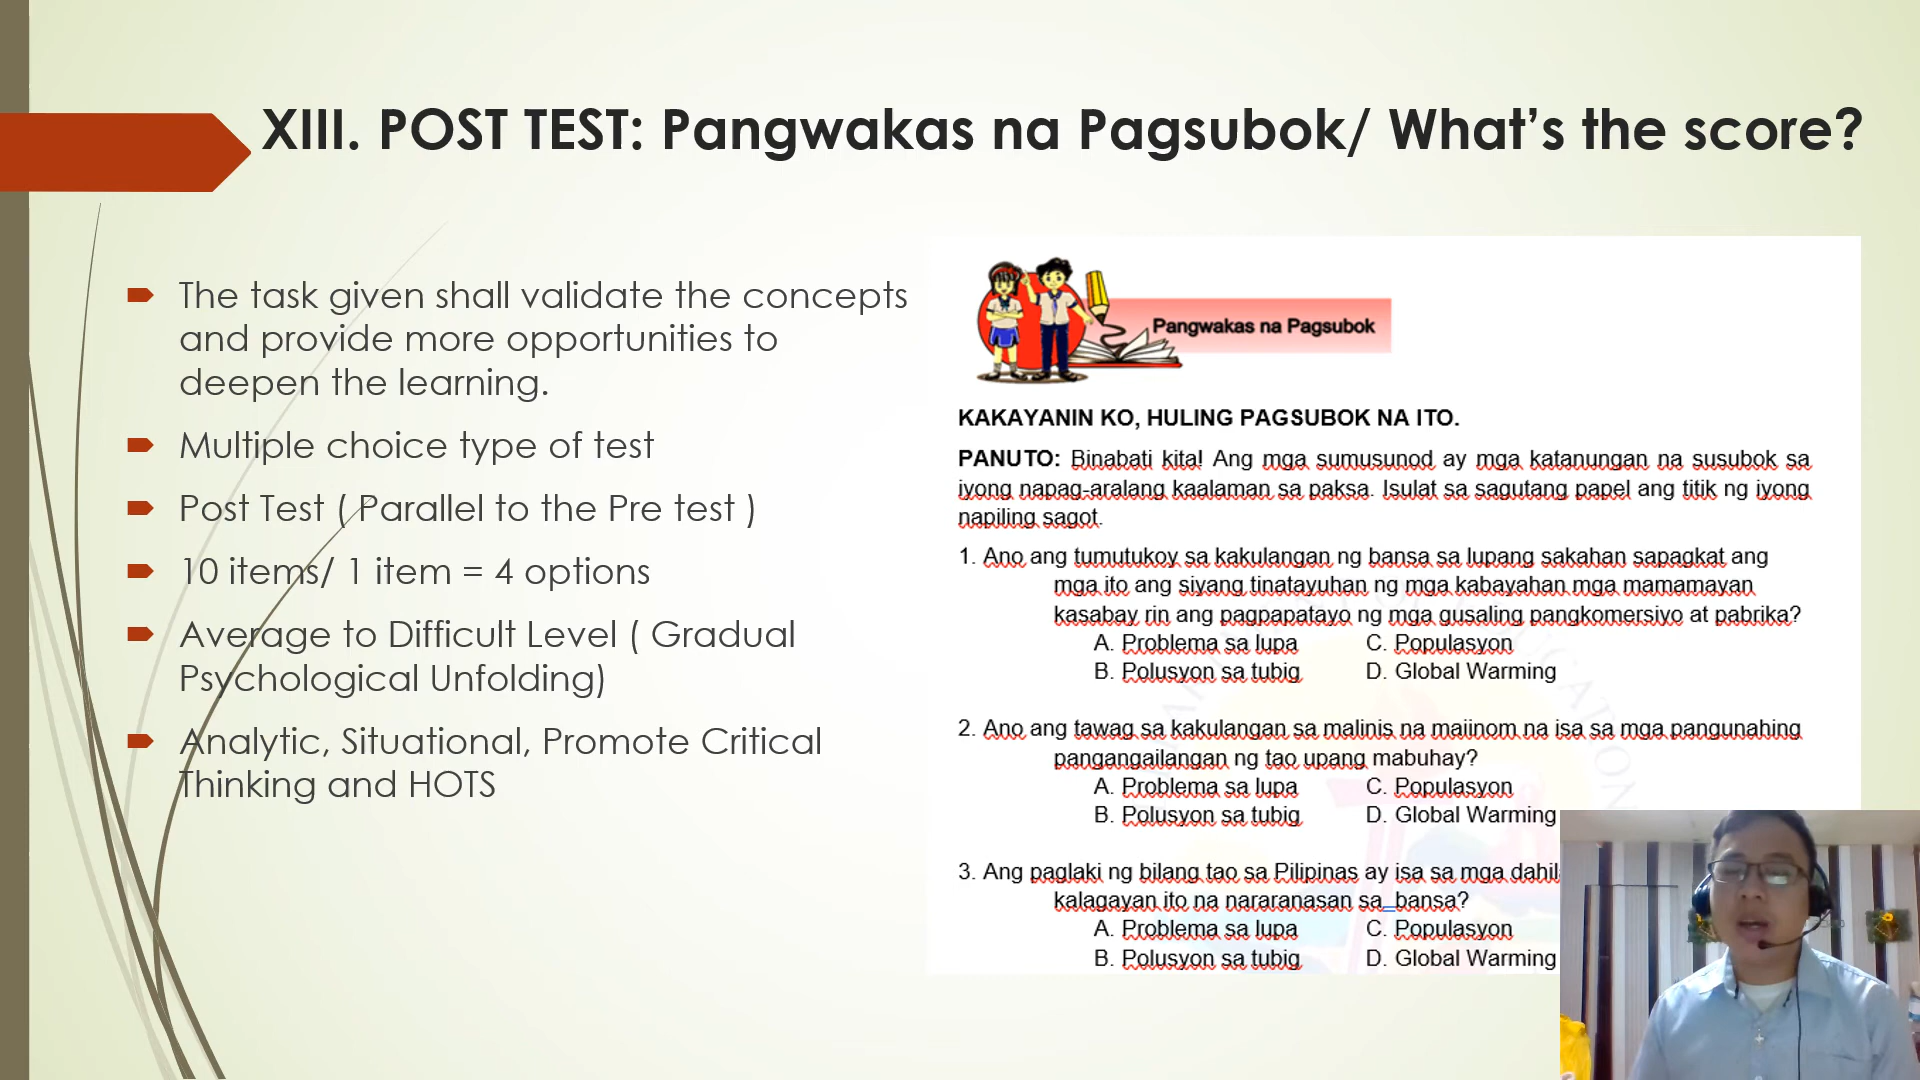 XIII. POST TEST: Pangwakas na Pagsubok/ What’s the score?
The task given shall validate the concepts
and provide more opportunities to
deepen the learning.
Multiple choice type of test
Post Test ( Parallel to the Pre test )
10 items/ 1 item = 4 options
Average to Difficult Level ( Gradual
Psychological Unfolding)
Analytic, Situational, Promote Critical
Thinking and HOTS
Pangwakas na Pagsubok
KAKAYANIN KO, HULING PAGSUBOK NA ITO.
PANUTO: Binabati kita! Ang mga sumusunod ay mga katanungan na susubok sa
iyong napag-aralang kaalaman sa paksa. Isulat sa sagutang papel ang titik ng iyong
napiling sagot.
1. Ano ang tumutukoy sa kakulangan ng bansa sa lupang sakahan sapagkat ang
mga ito ang siyang tinatayuhan ng mga kabayahan mga mamamayan
kasabay rin ang pagpapatayo ng mga gusaling pangkomersiyo at pabrika?
A. Problema sa lupa C. Populasyon
B. Polusyon sa tubig D. Global Warming
2. Ano ang tawag sa kakulangan sa malinis na maiinom na isa sa mga pangunahing
pangangailangan ng tao upang mabuhay?
A. Problema sa lupa C. Populasyon
B. Polusyon sa tubig D. Global Warming
3. Ang paglaki ng bilang tao sa Pilipinas ay isa sa mga
kalagayan ito na nararanasan sa bansa?
A. Problema sa lupa C. Populasyon
B. Polusyon sa tubig D. Global Warming